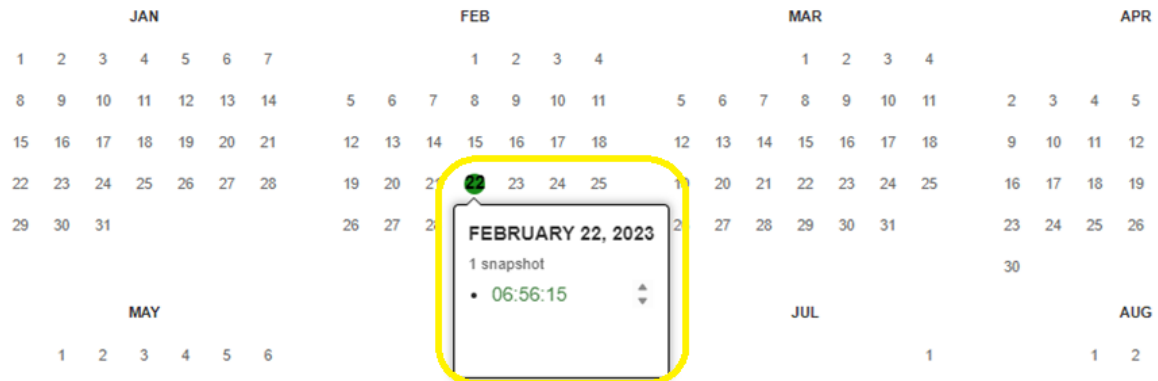 JAN FEB MAR APR
1 2 3 4 5 6 7 1 2 3 4 1 2 3 4
8 9 10 11 12 13 14 5 6 7 8 9 10 11 5 6 7 8 9 10 11 2 3 4 5
15 16 17 18 19 20 21 12 13 14 15 16 17 18 12 13 14 15 16 17 18 9 10 11 12
22 23 24 25 26 27 28 19 20 21 22 23 24 25 19 20 21 22 23 24 25 16 17 18 19
29 30 31 26 27 28 27 28 29 30 31 23 24 25 26
FEBRUARY 22, 2023
1 snapshot
• 06:56:15
30
MAY JUL AUG
1 2 3 4 5 6 1 1 2